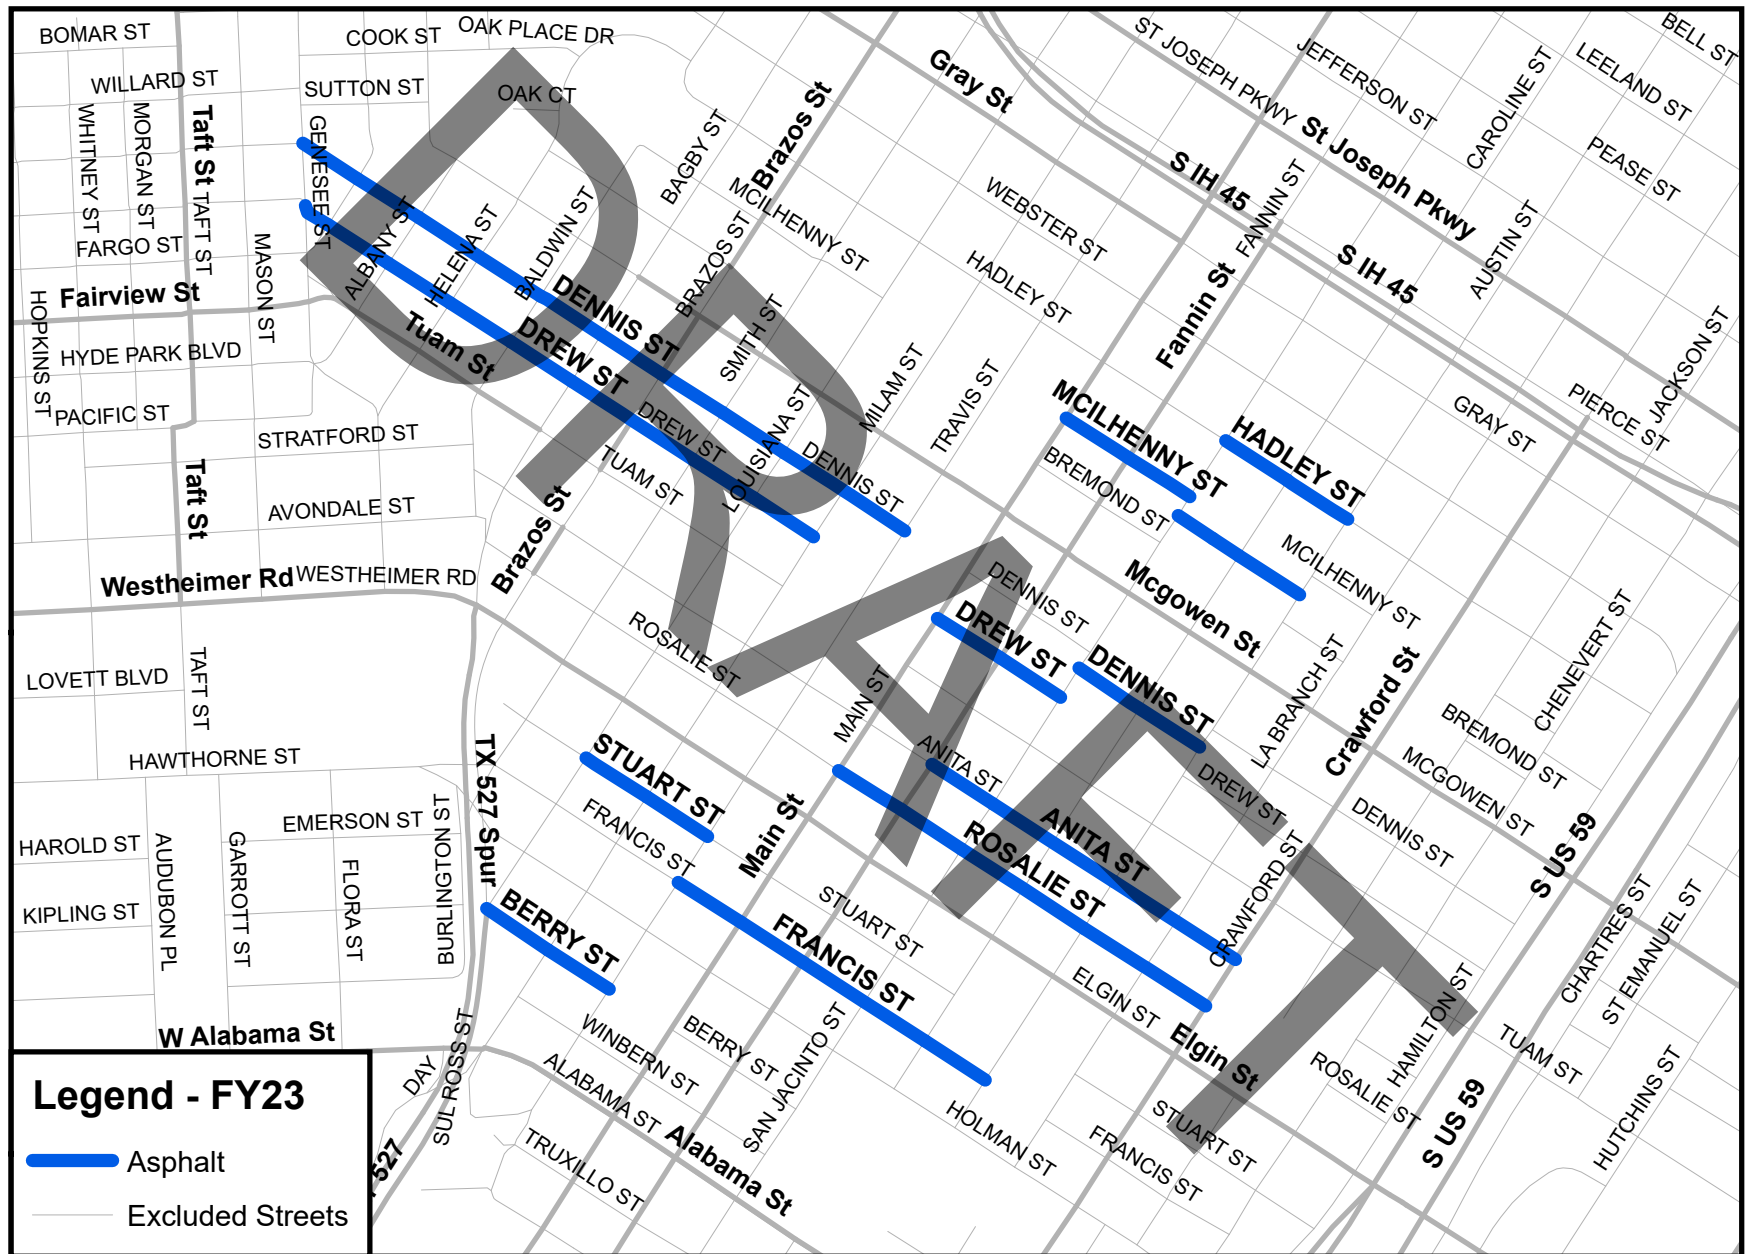 BOMAR ST
COOK ST
OAK PLACE DR
ST JOSEPH PKWY
JEFFERSON ST
CAROLINE ST
LEELAND ST
BELL ST
WILLARD ST
SUTTON ST
OAK CT
Gray St
WHITNEY ST
MORGAN ST
Taft St
GENESEE ST
BAGBY ST
Brazos St
S IH 45
St Joseph Pkwy
PEASE ST
TAFT ST
MCILHENNY ST
WEBSTER ST
FANNIN ST
AUSTIN ST
FARGO ST
MASON ST
ALBANY ST
HELENA ST
BALDWIN ST
BRAZOS ST
HADLEY ST
S IH 45
Fairview St
HOPKINS ST
DENNIS ST
SMITH ST
Fannin St
JACKSON ST
HYDE PARK BLVD
Tuam St
DREW ST
PACIFIC ST
STRATFORD ST
DREW ST
LOUISIANA ST
MILAM ST
TRAVIS ST
MCILHENNY ST
HADLEY ST
GRAY ST
PIERCE ST
Taft St
AVONDALE ST
TUAM ST
DENNIS ST
BREMOND ST
Brazos St
MCILHENNY ST
Westheimer Rd
WESTHEIMER RD
DENNIS ST
Mcgowen St
CHENEVERT ST
ROSALIE ST
DREW ST
DENNIS ST
LA BRANCH ST
Crawford St
LOVETT BLVD
TAFT ST
MAIN ST
BREMOND ST
HAWTHORNE ST
TX 527 Spur
STUART ST
ANITA ST
DREW ST
MCGOWEN ST
FRANCIS ST
Main St
ANITA ST
DENNIS ST
S US 59
HAROLD ST
AUDUBON PL
GARROTT ST
EMERSON ST
FLORA ST
BURLINGTON ST
ROSALIE ST
CRAWFORD ST
KIPLING ST
BERRY ST
STUART ST
FRANCIS ST
ELGIN ST
CHARTRES ST
ST EMANUEL ST
W Alabama St
SUL ROSS ST
DAY
WINBERN ST
BERRY ST
SAN JACINTO ST
Elgin St
HAMILTON ST
ROSALIE ST
TUAM ST
ALABAMA ST
Alabama St
TRUXILLO ST
HOLMAN ST
FRANCIS ST
STUART ST
S US 59
HUTCHINS ST
527
DRAFT
Legend - FY23
Asphalt
Excluded Streets